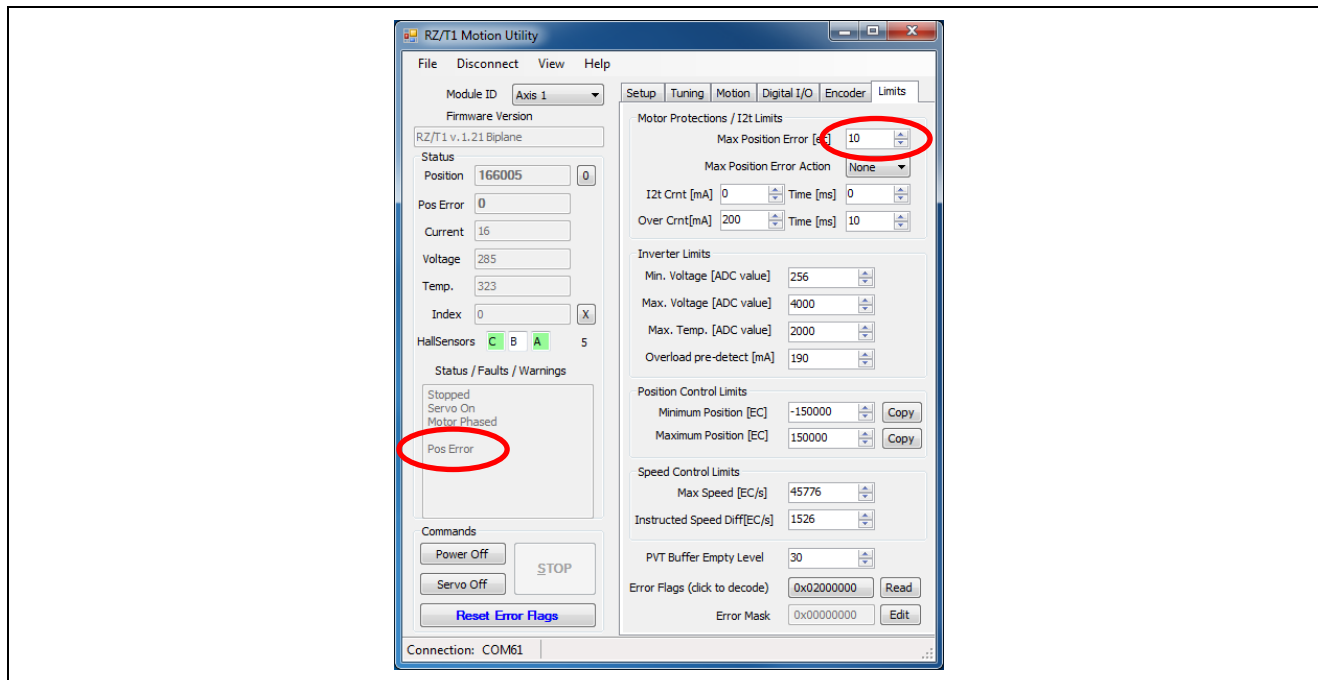 RZ/T1 Motion Utility
File Disconnect View Help
Module ID Axis 1
Firmware Version
RZ/T1 v.1.21 Biplane
Status
Position 166005 0
Pos Error 0
Current 16
Voltage 285
Temp. 323
Index 0 X
HallSensors C B A 5
Status / Faults / Warnings
Stopped
Servo On
Motor Phased
Pos Error
Commands
Power Off
STOP
Servo Off
Reset Error Flags
Setup Tuning Motion Digital I/O Encoder Limits
Motor Protections / I2t Limits
Max Position Error [ec] 10
Max Position Error Action None
I2t Crnt [mA] 0 Time [ms] 0
Over Crnt[mA] 200 Time [ms] 10
Inverter Limits
Min. Voltage [ADC value] 256
Max. Voltage [ADC value] 4000
Max. Temp. [ADC value] 2000
Overload pre-detect [mA] 190
Position Control Limits
Minimum Position [EC] -150000 Copy
Maximum Position [EC] 150000 Copy
Speed Control Limits
Max Speed [EC/s] 45776
Instructed Speed Diff[EC/s] 1526
PVT Buffer Empty Level 30
Error Flags (click to decode) 0x02000000 Read
Error Mask 0x00000000 Edit
Connection: COM61